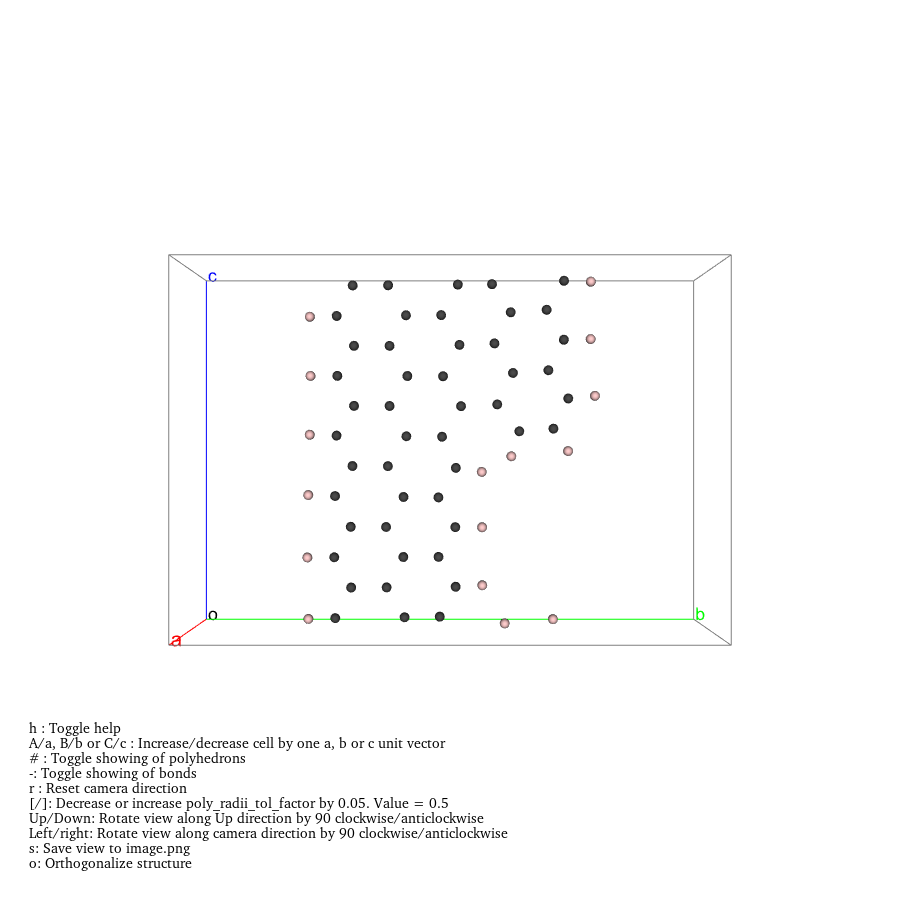 c
o
b
a
h : Toggle help
A/a, B/b or C/c : Increase/decrease cell by one a, b or c unit vector
# : Toggle showing of polyhedrons
-: Toggle showing of bonds
r : Reset camera direction
[/]: Decrease or increase poly_radii_tol_factor by 0.05. Value = 0.5
Up/Down: Rotate view along Up direction by 90 clockwise/anticlockwise
Left/right: Rotate view along camera direction by 90 clockwise/anticlockwise
s: Save view to image.png
o: Orthogonalize structure